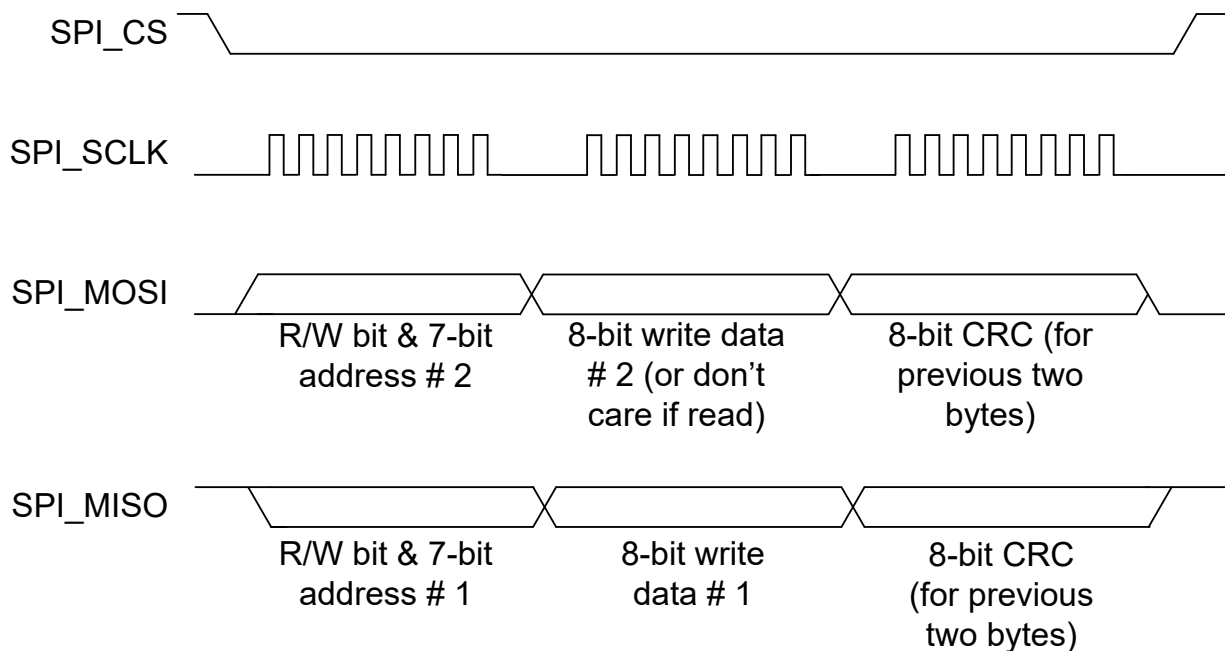 SPI_CS
SPI_SCLK
SPI_MOSI
R/W bit & 7-bit
address # 2
8-bit write data
# 2 (or don’t
care if read)
8-bit CRC (for
previous two
bytes)
SPI_MISO
R/W bit & 7-bit
address # 1
8-bit write
data # 1
8-bit CRC
(for previous
two bytes)